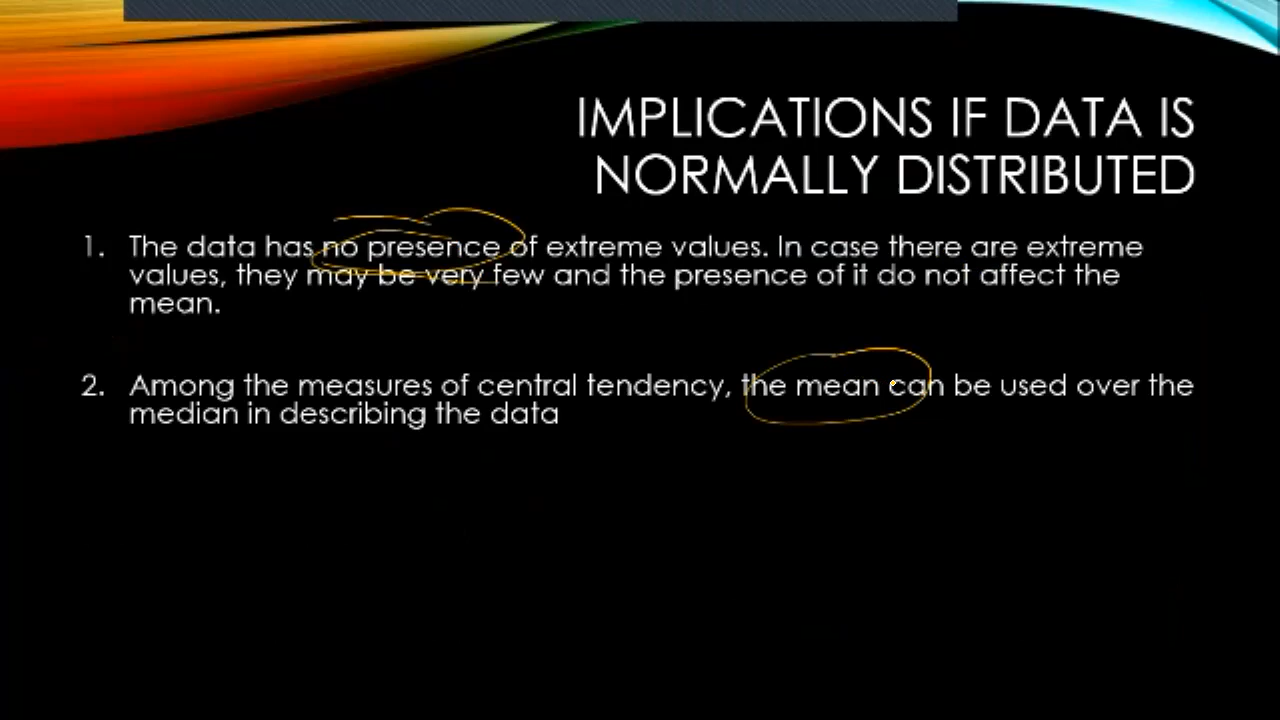 IMPLICATIONS IF DATA IS
NORMALLY DISTRIBUTED
1. The data has no presence of extreme values. In case there are extreme
values, they may be very few and the presence of it do not affect the
mean.
2. Among the measures of central tendency, the mean can be used over the
median in describing the data